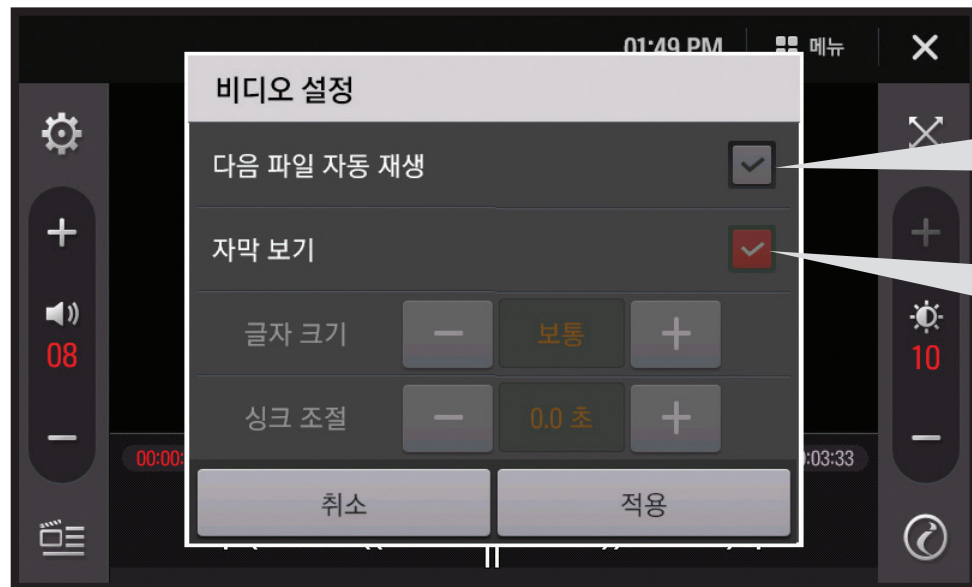 01:49 PM 메뉴
비디오 설정
다음 파일 자동 재생
자막 보기
글자 크기 보통
08
10
싱크 조절 0.0 초
00:00:
:03:33
취소 적용